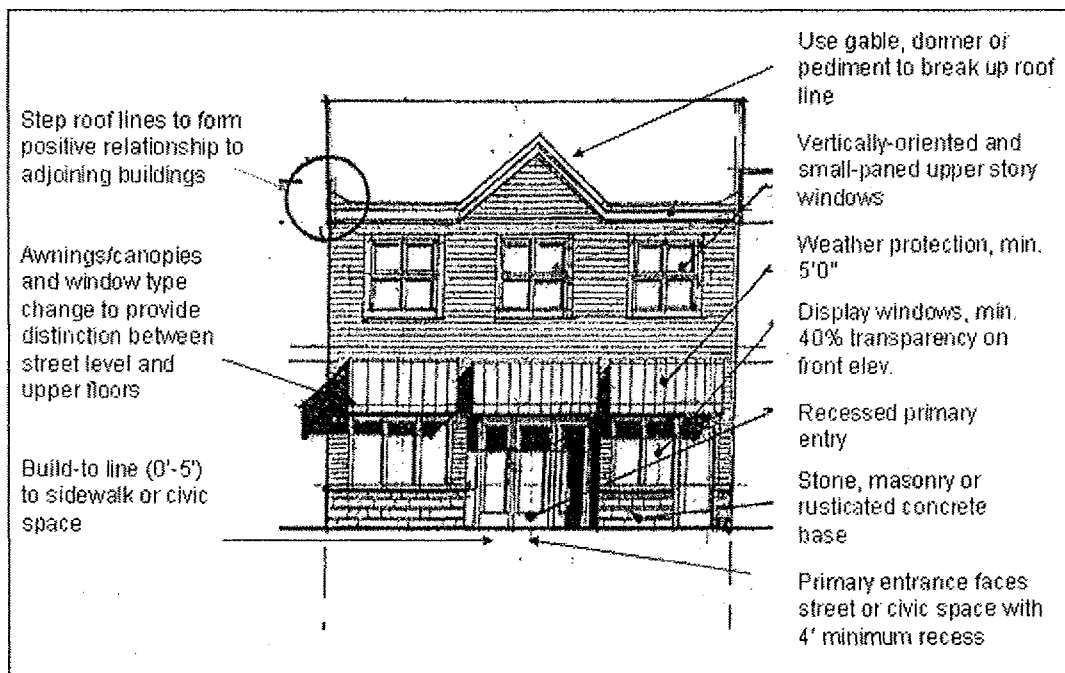 Step roof lines to form
positive relationship to
adjoining buildings
Awnings/canopies
and window type
change to provide
distinction between
street level and
upper floors
Build-to line (0'-5')
to sidewalk or civic
space
Use gable, dormer or
pediment to break up roof
line
Vertically-oriented and
small-paned upper story
windows
Weather protection, min.
5'0"
Display windows, min.
40% transparency on
front elev.
Recessed primary
entry
Stone, masonry or
rusticated concrete
base
Primary entrance faces
street or civic space with
4' minimum recess